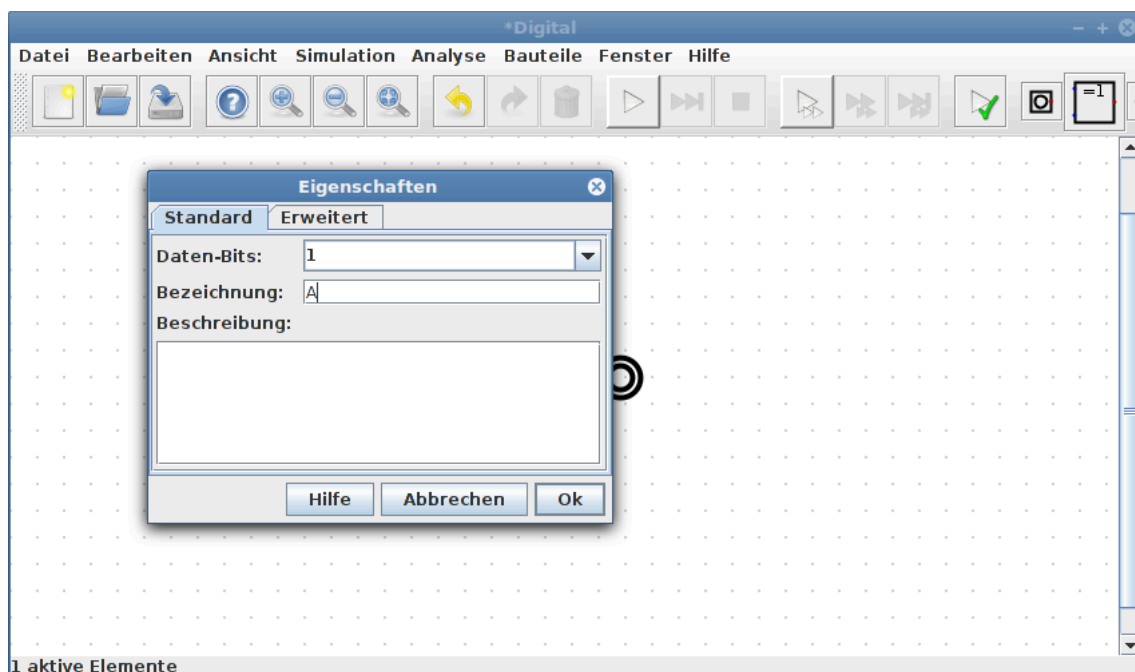 *Digital
Datei Bearbeiten Ansicht Simulation Analyse Bauteile Fenster Hilfe
=1
Eigenschaften
Standard Erweitert
Daten-Bits: 1
Bezeichnung: A
Beschreibung:
Hilfe Abbrechen Ok
1 aktive Elemente